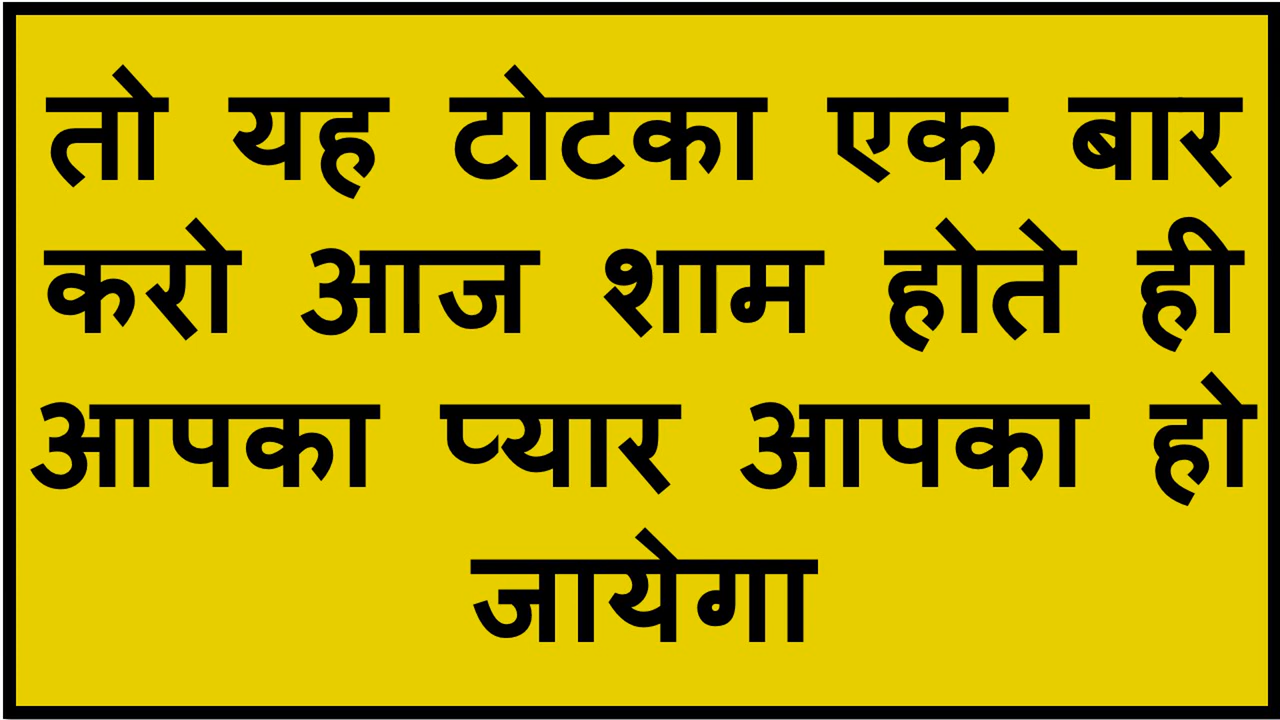 तो यह टोटका एक बार
करो आज शाम होते ही
आपका प्यार आपका हो
जायेगा